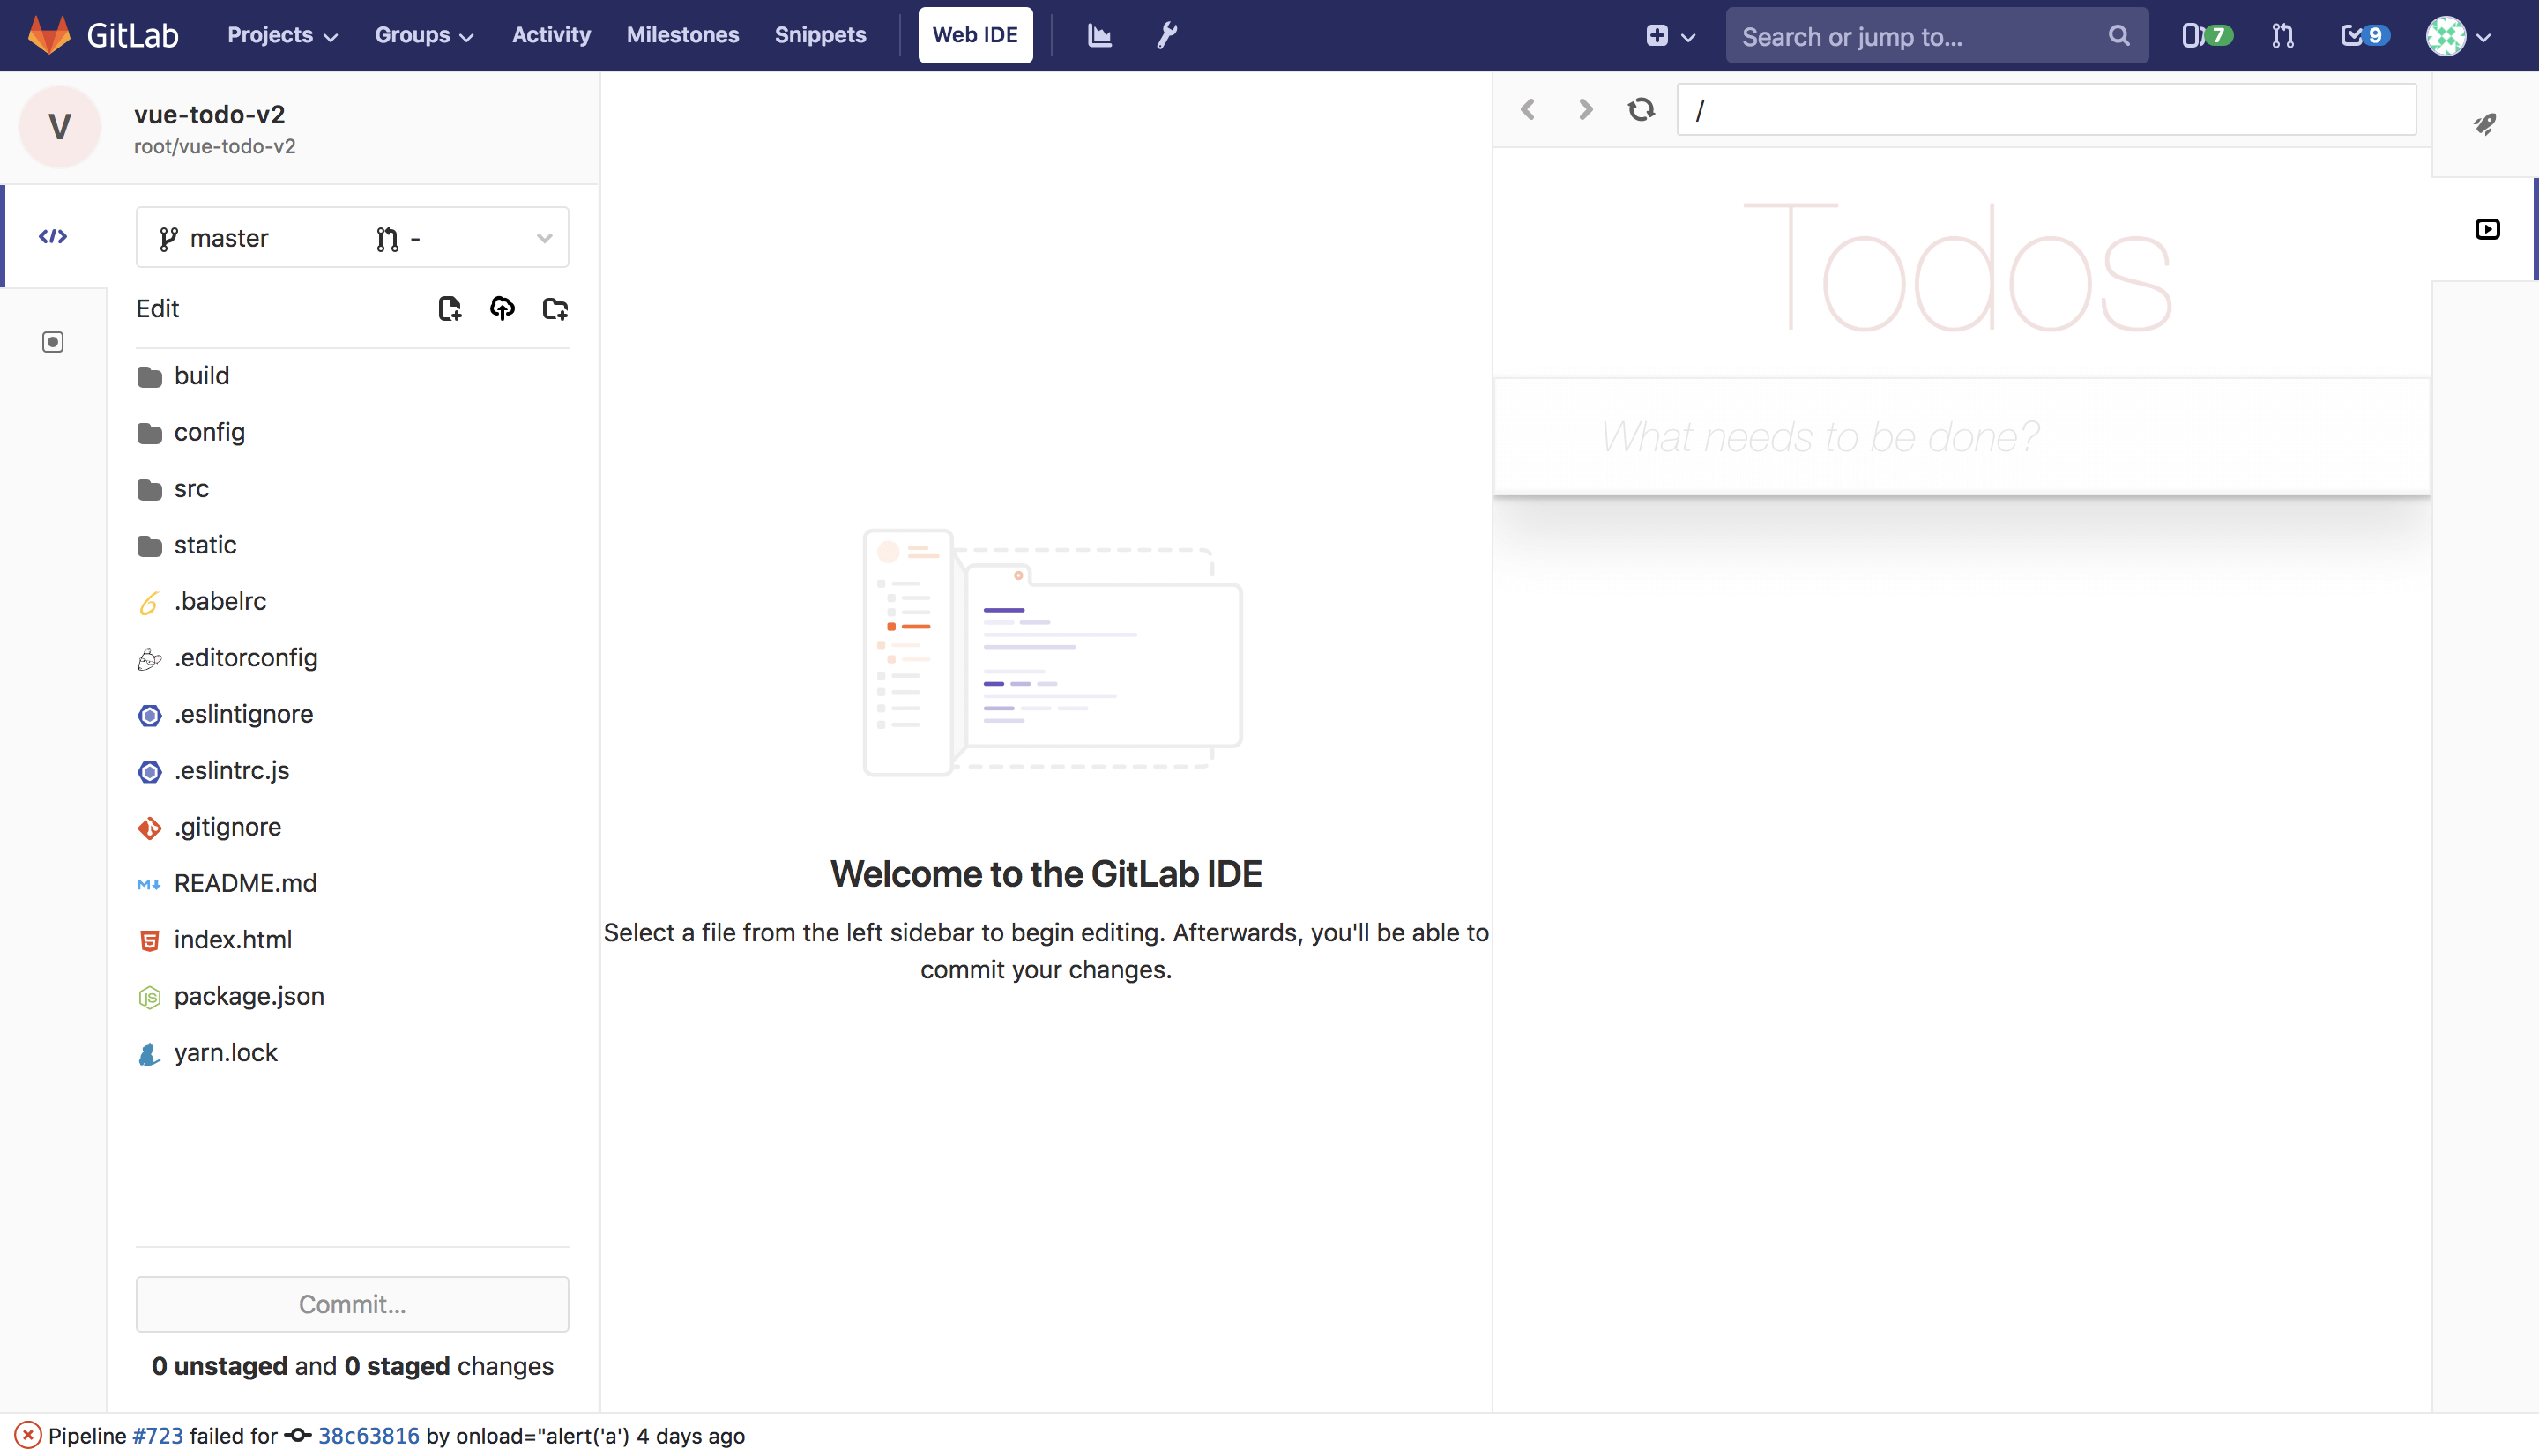 GitLab Projects Groups Activity Milestones Snippets Web IDE Search or jump to... 7 9
V vue-todo-v2
root/vue-todo-v2
/
master -
Edit
build
config
src
static
.babelrc
.editorconfig
.eslintignore
.eslintrc.js
.gitignore
README.md
index.html
package.json
yarn.lock
Commit...
0 unstaged and 0 staged changes
Welcome to the GitLab IDE
Select a file from the left sidebar to begin editing. Afterwards, you'll be able to
commit your changes.
Todos
What needs to be done?
Pipeline #723 failed for 38c63816 by onload="alert('a') 4 days ago